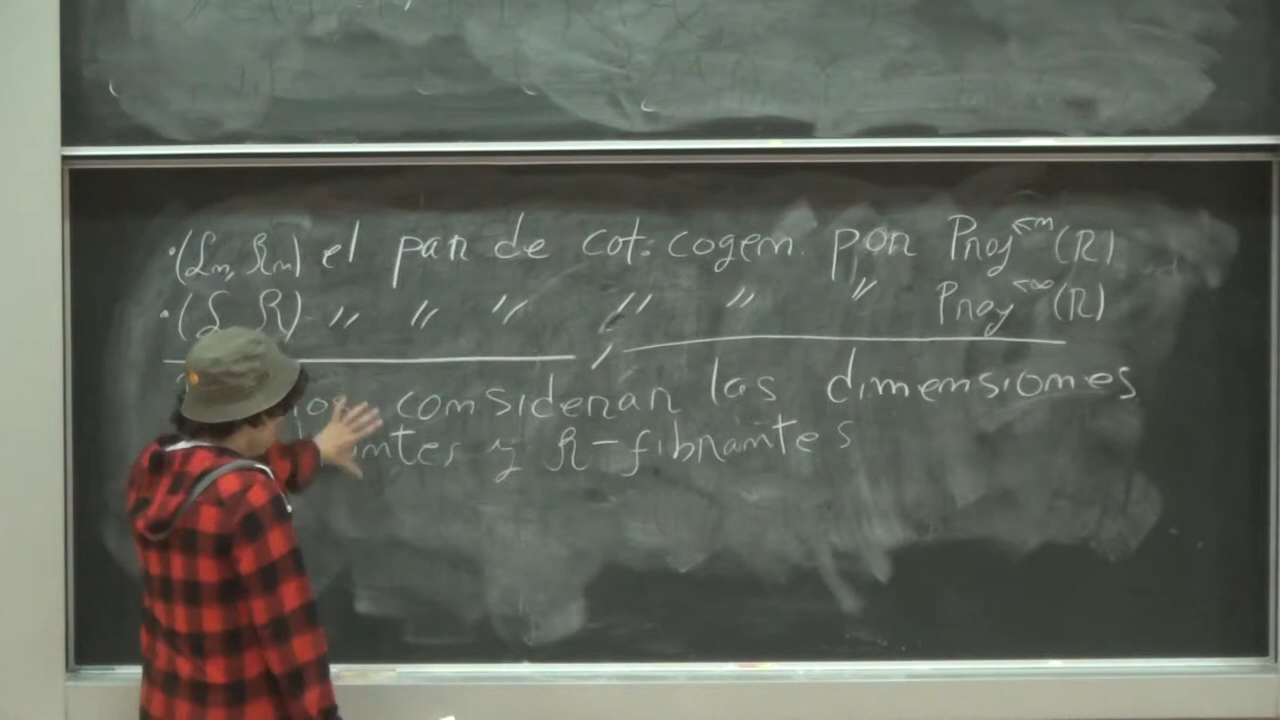 ·(𝓛ₘ, 𝓡ₘ) el par de cot. cogen. por Proy^{≤m}(R)
·(𝓛, 𝓡) 〃 〃 〃 〃 〃 〃 Proy^{<∞}(R)
consideran las dimensiones
y 𝓡-fibrantes